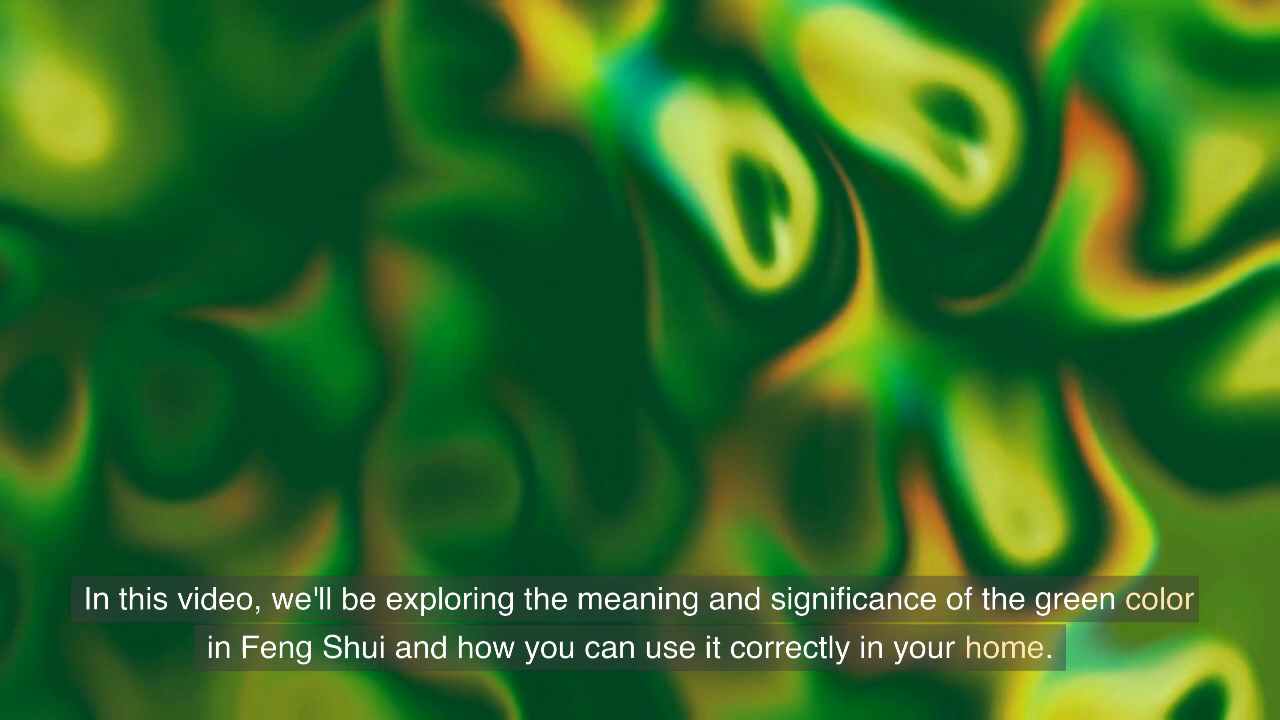 In this video, we'll be exploring the meaning and significance of the green color
in Feng Shui and how you can use it correctly in your home.